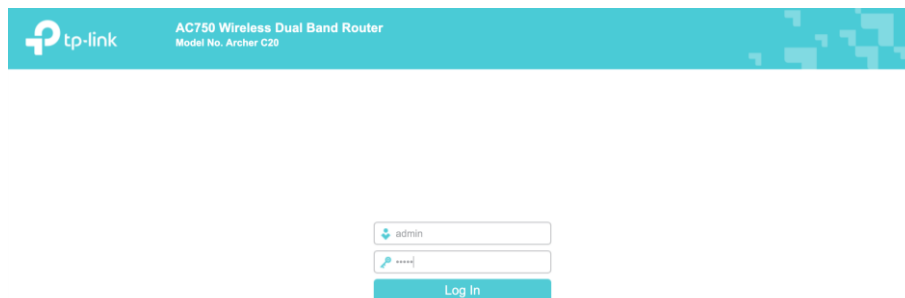 tp-link
AC750 Wireless Dual Band Router
Model No. Archer C20
admin
•••••
Log In